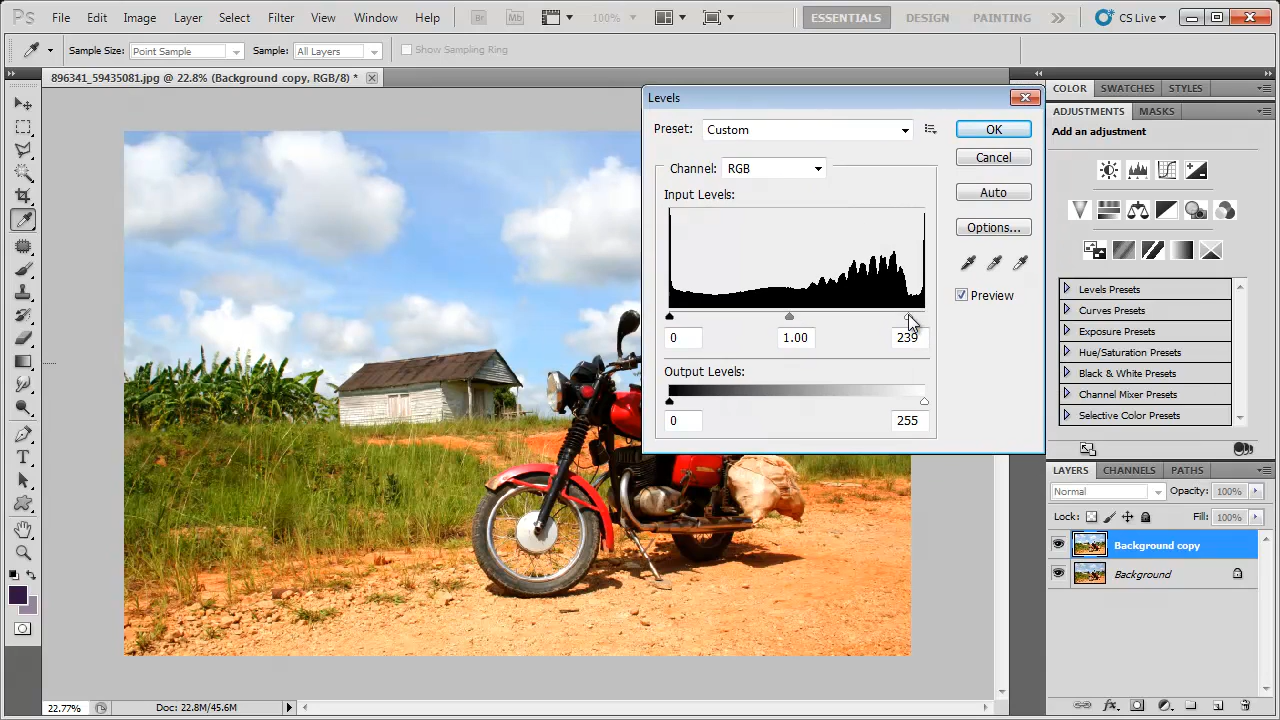 Ps File Edit Image Layer Select Filter View Window Help Br Mb 100% ESSENTIALS DESIGN PAINTING CS Live
Sample Size: Point Sample Sample: All Layers Show Sampling Ring
896341_59435081.jpg @ 22.8% (Background copy, RGB/8) *
Levels
Preset: Custom
OK
Cancel
Channel: RGB
Auto
Input Levels:
Options...
Preview
0 1.00 239
Output Levels:
0 255
COLOR SWATCHES STYLES
ADJUSTMENTS MASKS
Add an adjustment
Levels Presets
Curves Presets
Exposure Presets
Hue/Saturation Presets
Black & White Presets
Channel Mixer Presets
Selective Color Presets
LAYERS CHANNELS PATHS
Normal Opacity: 100%
Lock: Fill: 100%
Background copy
Background
22.77% Doc: 22.8M/45.6M